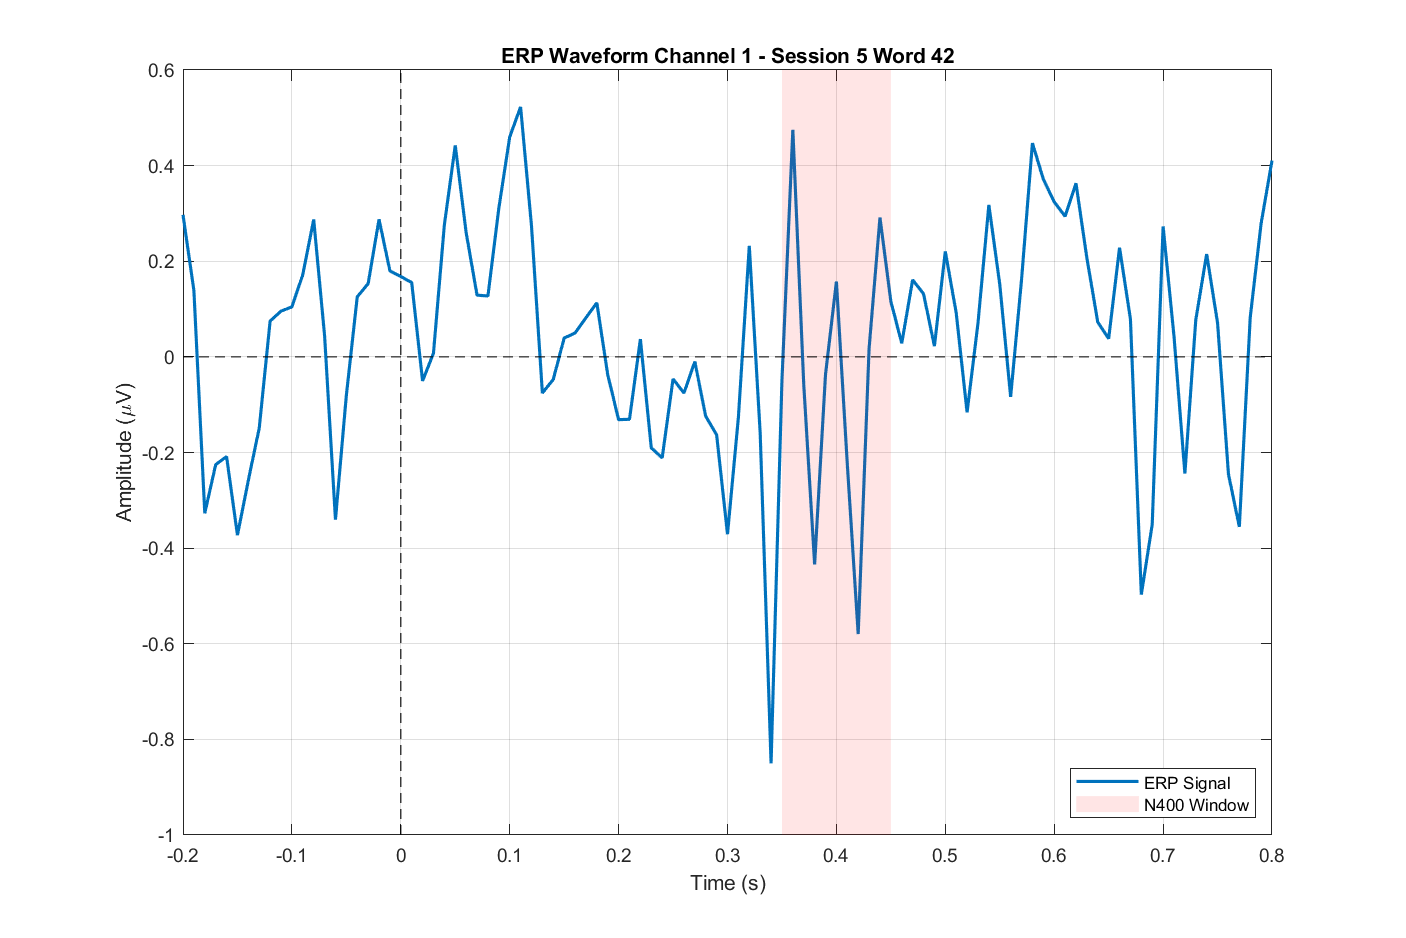 ERP Waveform Channel 1 - Session 5 Word 42
0.6
0.4
0.2
0
-0.2
-0.4
-0.6
-0.8
-1
Amplitude (μV)
-0.2 -0.1 0 0.1 0.2 0.3 0.4 0.5 0.6 0.7 0.8
Time (s)
ERP Signal
N400 Window